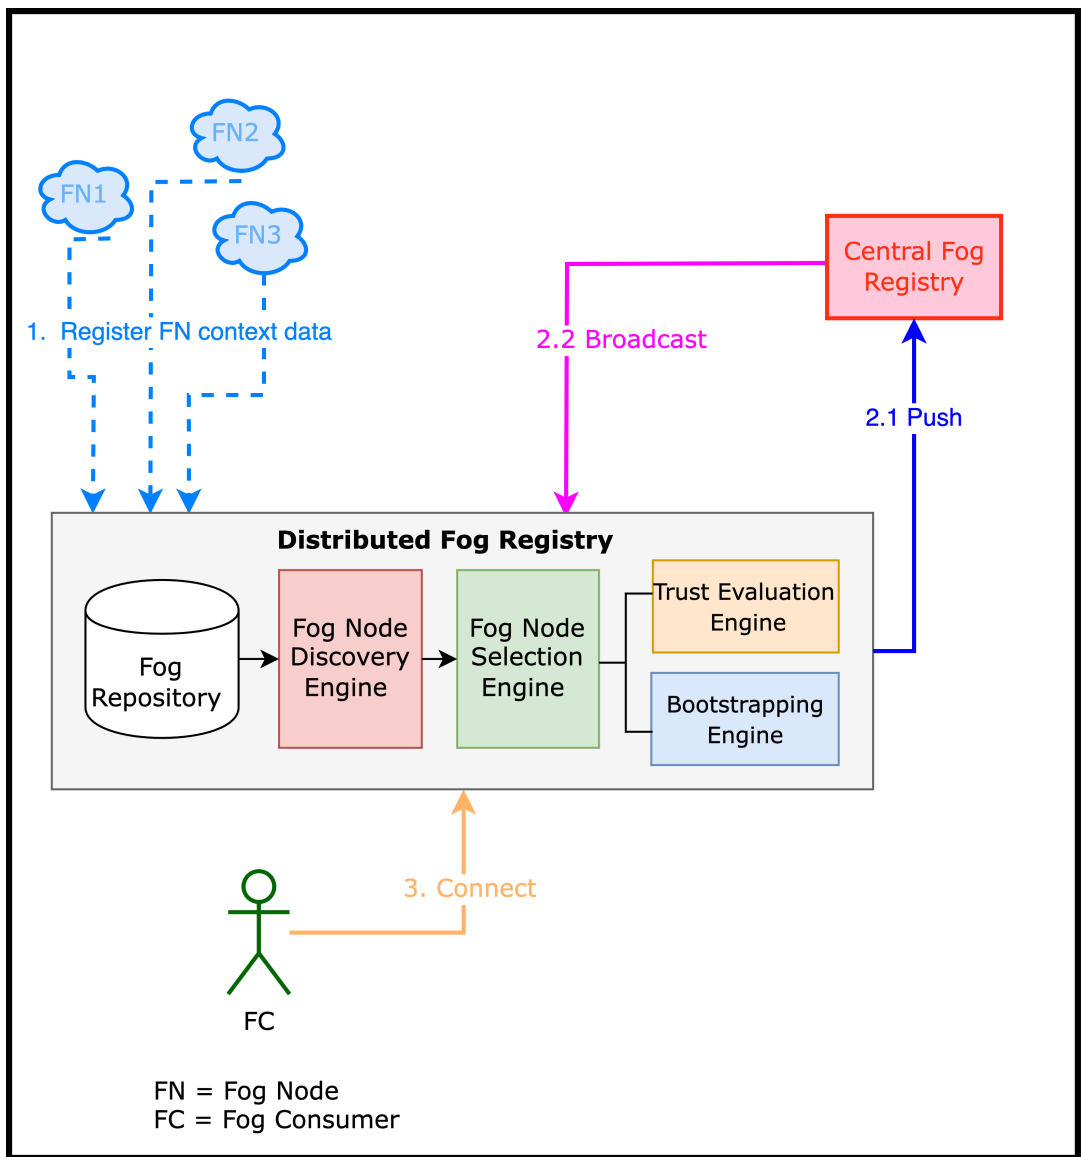 FN2
FN1
FN3
Central Fog
Registry
1. Register FN context data
2.2 Broadcast
2.1 Push
Distributed Fog Registry
Fog
Repository
Fog Node
Discovery
Engine
Fog Node
Selection
Engine
Trust Evaluation
Engine
Bootstrapping
Engine
3. Connect
FC
FN = Fog Node
FC = Fog Consumer